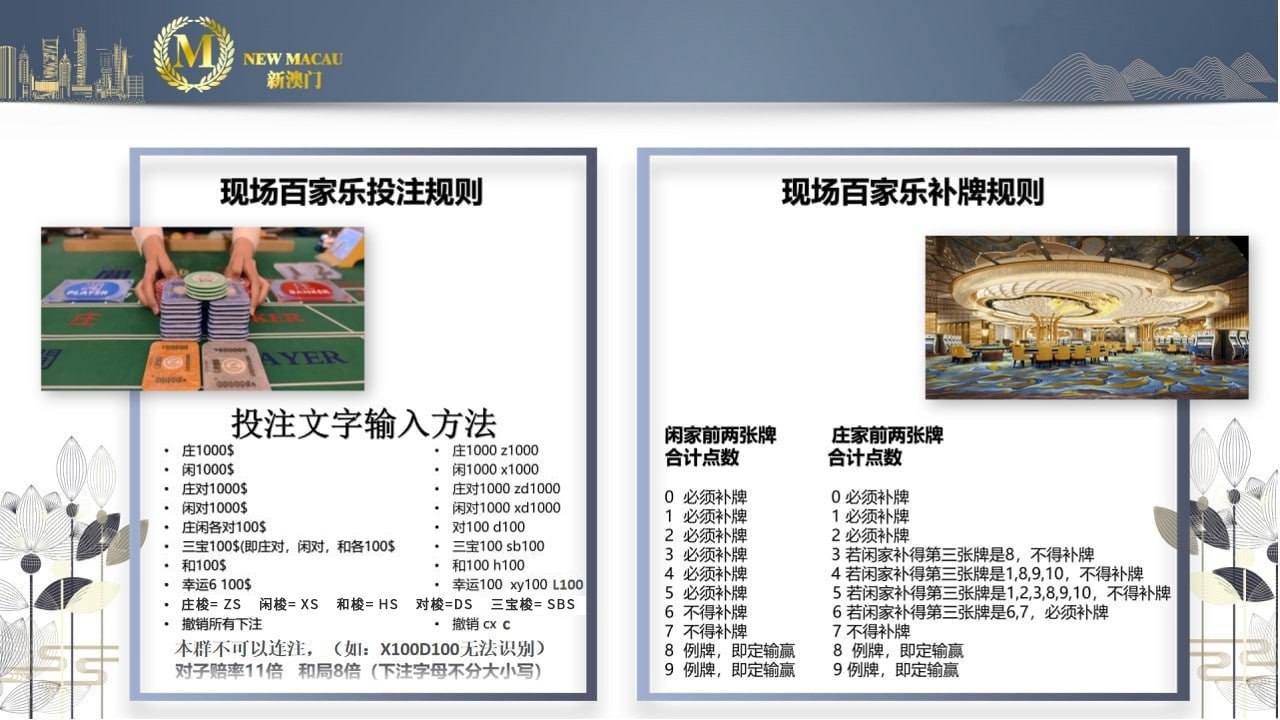 M
NEW MACAU
新澳门
现场百家乐投注规则
PLAYER
BANKER
庄
KER
闲
AYER
投注文字输入方法
• 庄1000$
• 闲1000$
• 庄对1000$
• 闲对1000$
• 庄闲各对100$
• 三宝100$(即庄对，闲对，和各100$
• 和100$
• 幸运6 100$
• 庄梭= ZS 闲梭= XS 和梭= HS 对梭=DS 三宝梭= SBS
• 撤销所有下注
• 庄1000 z1000
• 闲1000 x1000
• 庄对1000 zd1000
• 闲对1000 xd1000
• 对100 d100
• 三宝100 sb100
• 和100 h100
• 幸运100 xy100 L100
• 撤销 cx c
本群不可以连注，（如：X100D100无法识别）
对子赔率11倍 和局8倍（下注字母不分大小写）
现场百家乐补牌规则
闲家前两张牌
合计点数
0 必须补牌
1 必须补牌
2 必须补牌
3 必须补牌
4 必须补牌
5 必须补牌
6 不得补牌
7 不得补牌
8 例牌，即定输赢
9 例牌，即定输赢
庄家前两张牌
合计点数
0 必须补牌
1 必须补牌
2 必须补牌
3 若闲家补得第三张牌是8，不得补牌
4 若闲家补得第三张牌是1,8,9,10，不得补牌
5 若闲家补得第三张牌是1,2,3,8,9,10，不得补牌
6 若闲家补得第三张牌是6,7，必须补牌
7 不得补牌
8 例牌，即定输赢
9 例牌，即定输赢